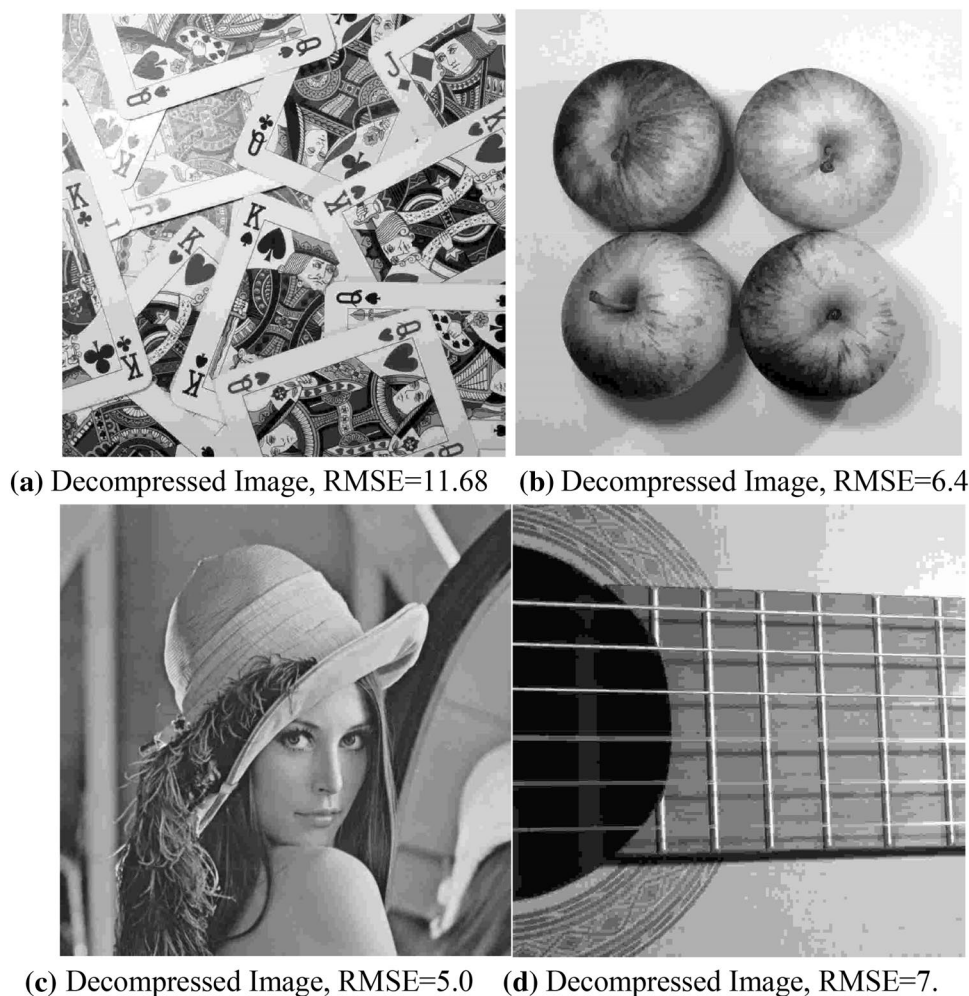 (a) Decompressed Image, RMSE=11.68
(b) Decompressed Image, RMSE=6.4
(c) Decompressed Image, RMSE=5.0
(d) Decompressed Image, RMSE=7.